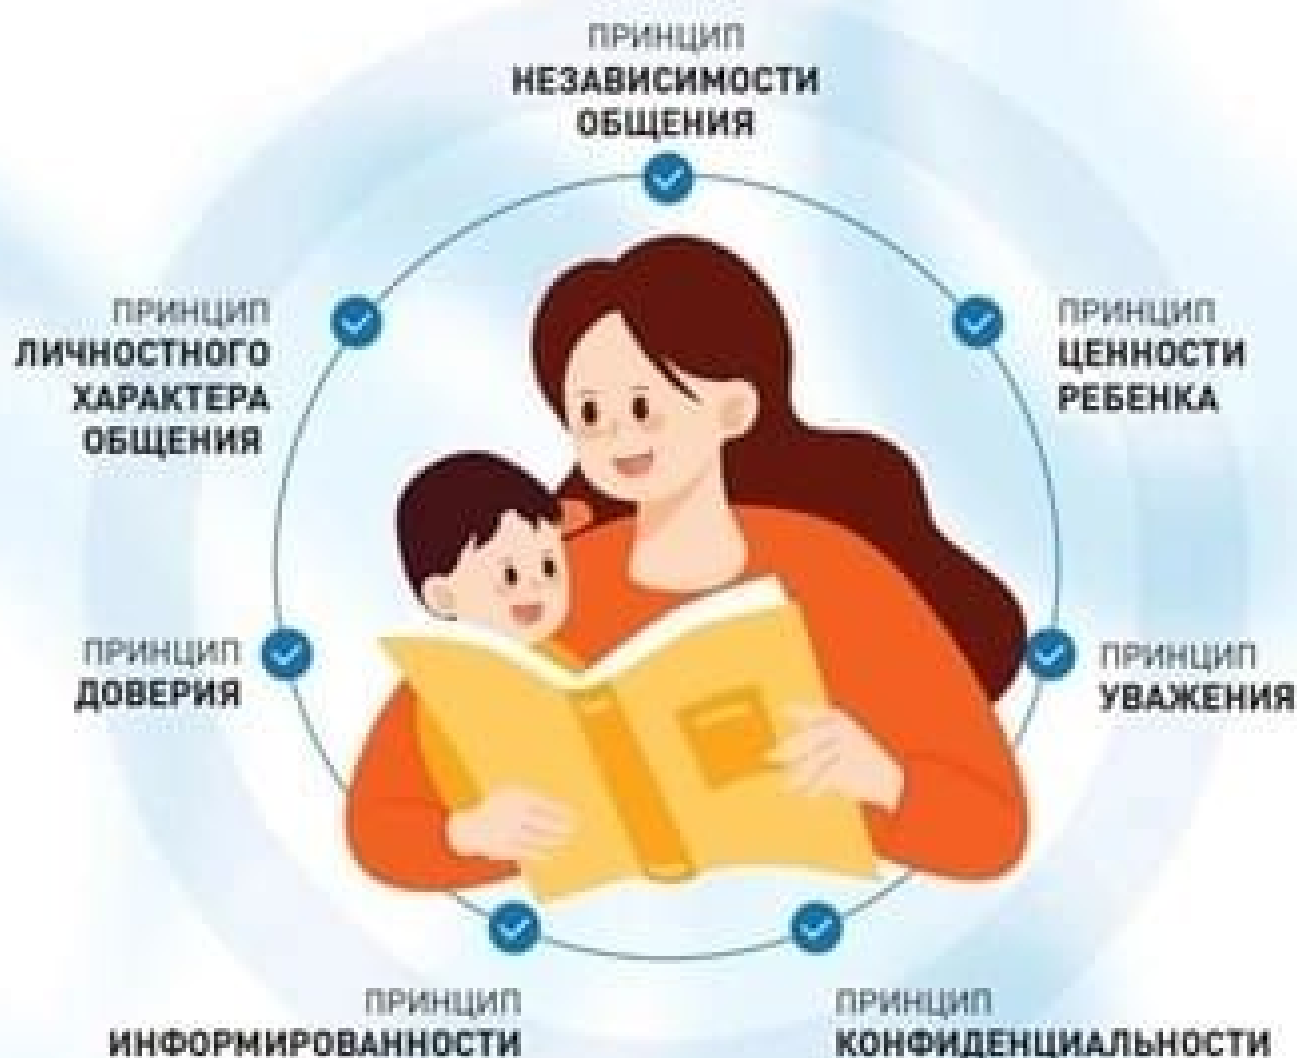 ПРИНЦИП
НЕЗАВИСИМОСТИ
ОБЩЕНИЯ
ПРИНЦИП
ЛИЧНОСТНОГО
ХАРАКТЕРА
ОБЩЕНИЯ
ПРИНЦИП
ЦЕННОСТИ
РЕБЕНКА
ПРИНЦИП
ДОВЕРИЯ
ПРИНЦИП
УВАЖЕНИЯ
ПРИНЦИП
ИНФОРМИРОВАННОСТИ
ПРИНЦИП
КОНФИДЕНЦИАЛЬНОСТИ